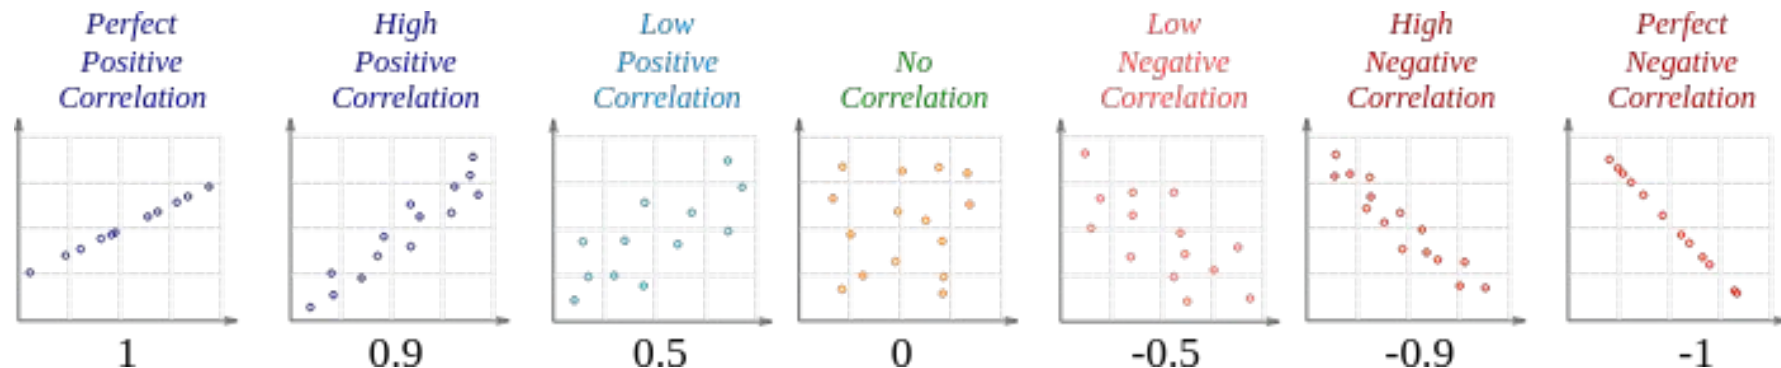 Perfect
Positive
Correlation
High
Positive
Correlation
Low
Positive
Correlation
No
Correlation
Low
Negative
Correlation
High
Negative
Correlation
Perfect
Negative
Correlation
1
0.9
0.5
0
-0.5
-0.9
-1